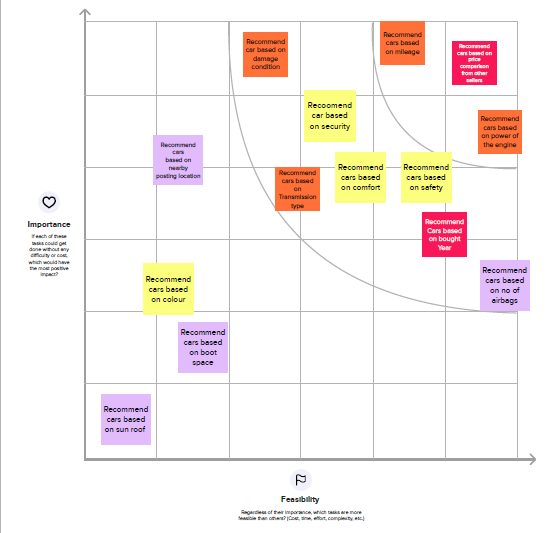 Recommend
car based on
damage
condition
Recommend
cars based
on mileage
Recommend
cars based on
price
comparison
from other
sellers
Recoomend
car based
on security
Recommend
cars based
on power of
the engine
Recommend
cars
based on
nearby
posting location
Recommend
cars based
on
Transmission
type
Recommend
cars based
on comfort
Recommend
cars based
on safety
Importance
If each of these
tasks could get
done without any
difficulty or cost,
which would have
the most positive
impact?
Recommend
Cars based
on bought
Year
Recommend
cars based
on no of
airbags
Recommend
cars based
on colour
Recommend
cars based
on boot
space
Recommend
cars based
on sun roof
Feasibility
Regardless of their importance, which tasks are more
feasible than others? (Cost, time, effort, complexity, etc.)